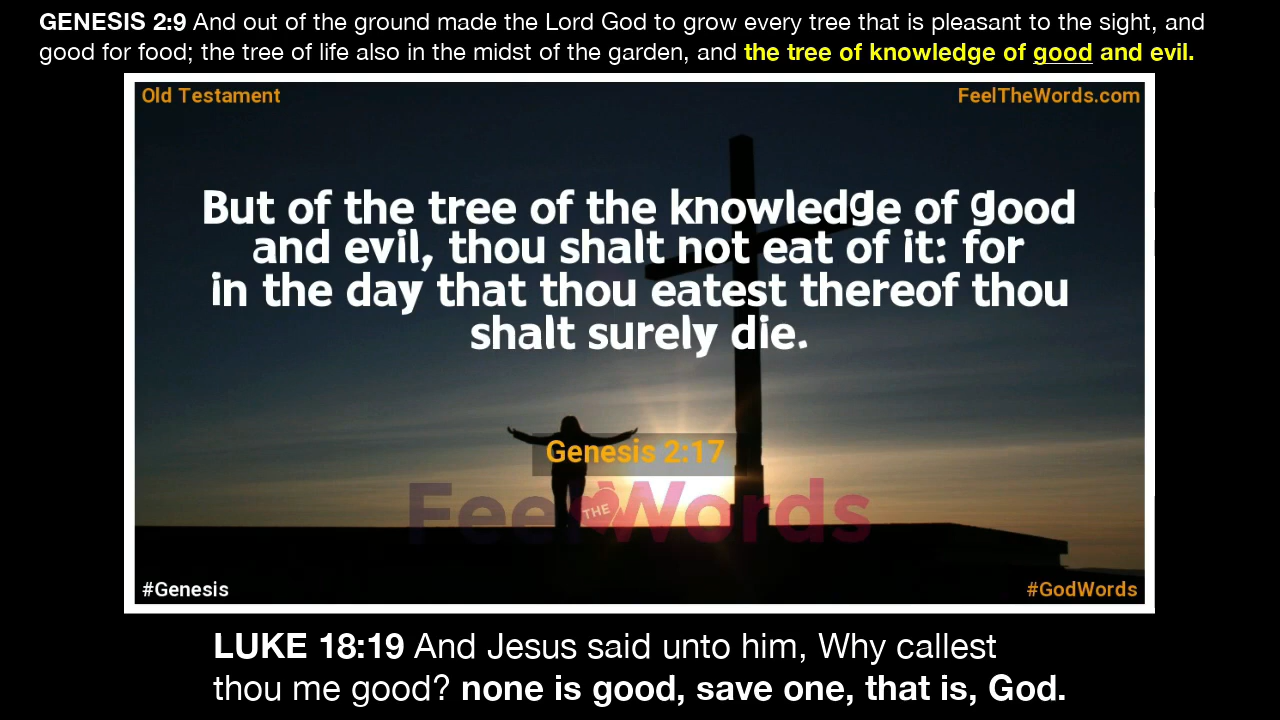 GENESIS 2:9 And out of the ground made the Lord God to grow every tree that is pleasant to the sight, and
good for food; the tree of life also in the midst of the garden, and the tree of knowledge of good and evil.
Old Testament
FeelTheWords.com
But of the tree of the knowledge of good
and evil, thou shalt not eat of it: for
in the day that thou eatest thereof thou
shalt surely die.
Genesis 2:17
Feel THE Words
#Genesis
#GodWords
LUKE 18:19 And Jesus said unto him, Why callest
thou me good? none is good, save one, that is, God.